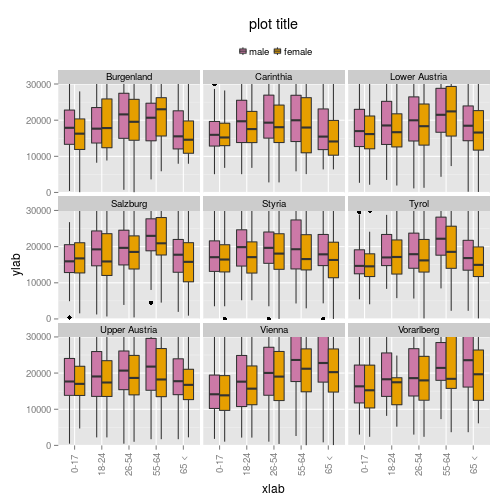 plot title
male female
Burgenland Carinthia Lower Austria
30000
20000
10000
0
Salzburg Styria Tyrol
30000
20000
10000
0
ylab
Upper Austria Vienna Vorarlberg
30000
20000
10000
0
0-17 18-24 26-54 55-64 65 < 0-17 18-24 26-54 55-64 65 < 0-17 18-24 26-54 55-64 65 <
xlab